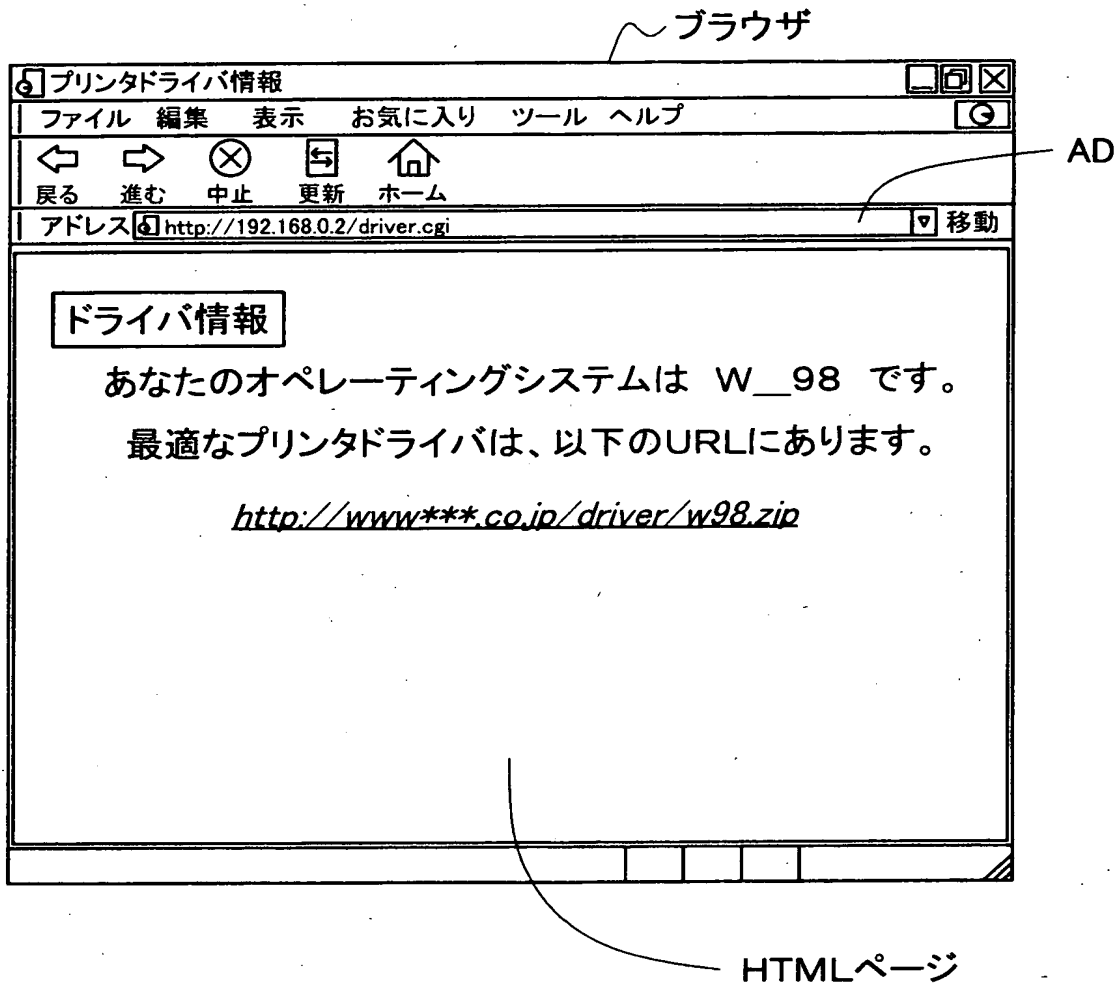 ブラウザ
プリンタドライバ情報
ファイル 編集 表示 お気に入り ツール ヘルプ
戻る 進む 中止 更新 ホーム
AD
アドレス http://192.168.0.2/driver.cgi 移動
ドライバ情報
あなたのオペレーティングシステムは W__98 です。
最適なプリンタドライバは、以下のURLにあります。
http://www***.co.jp/driver/w98.zip
HTMLページ